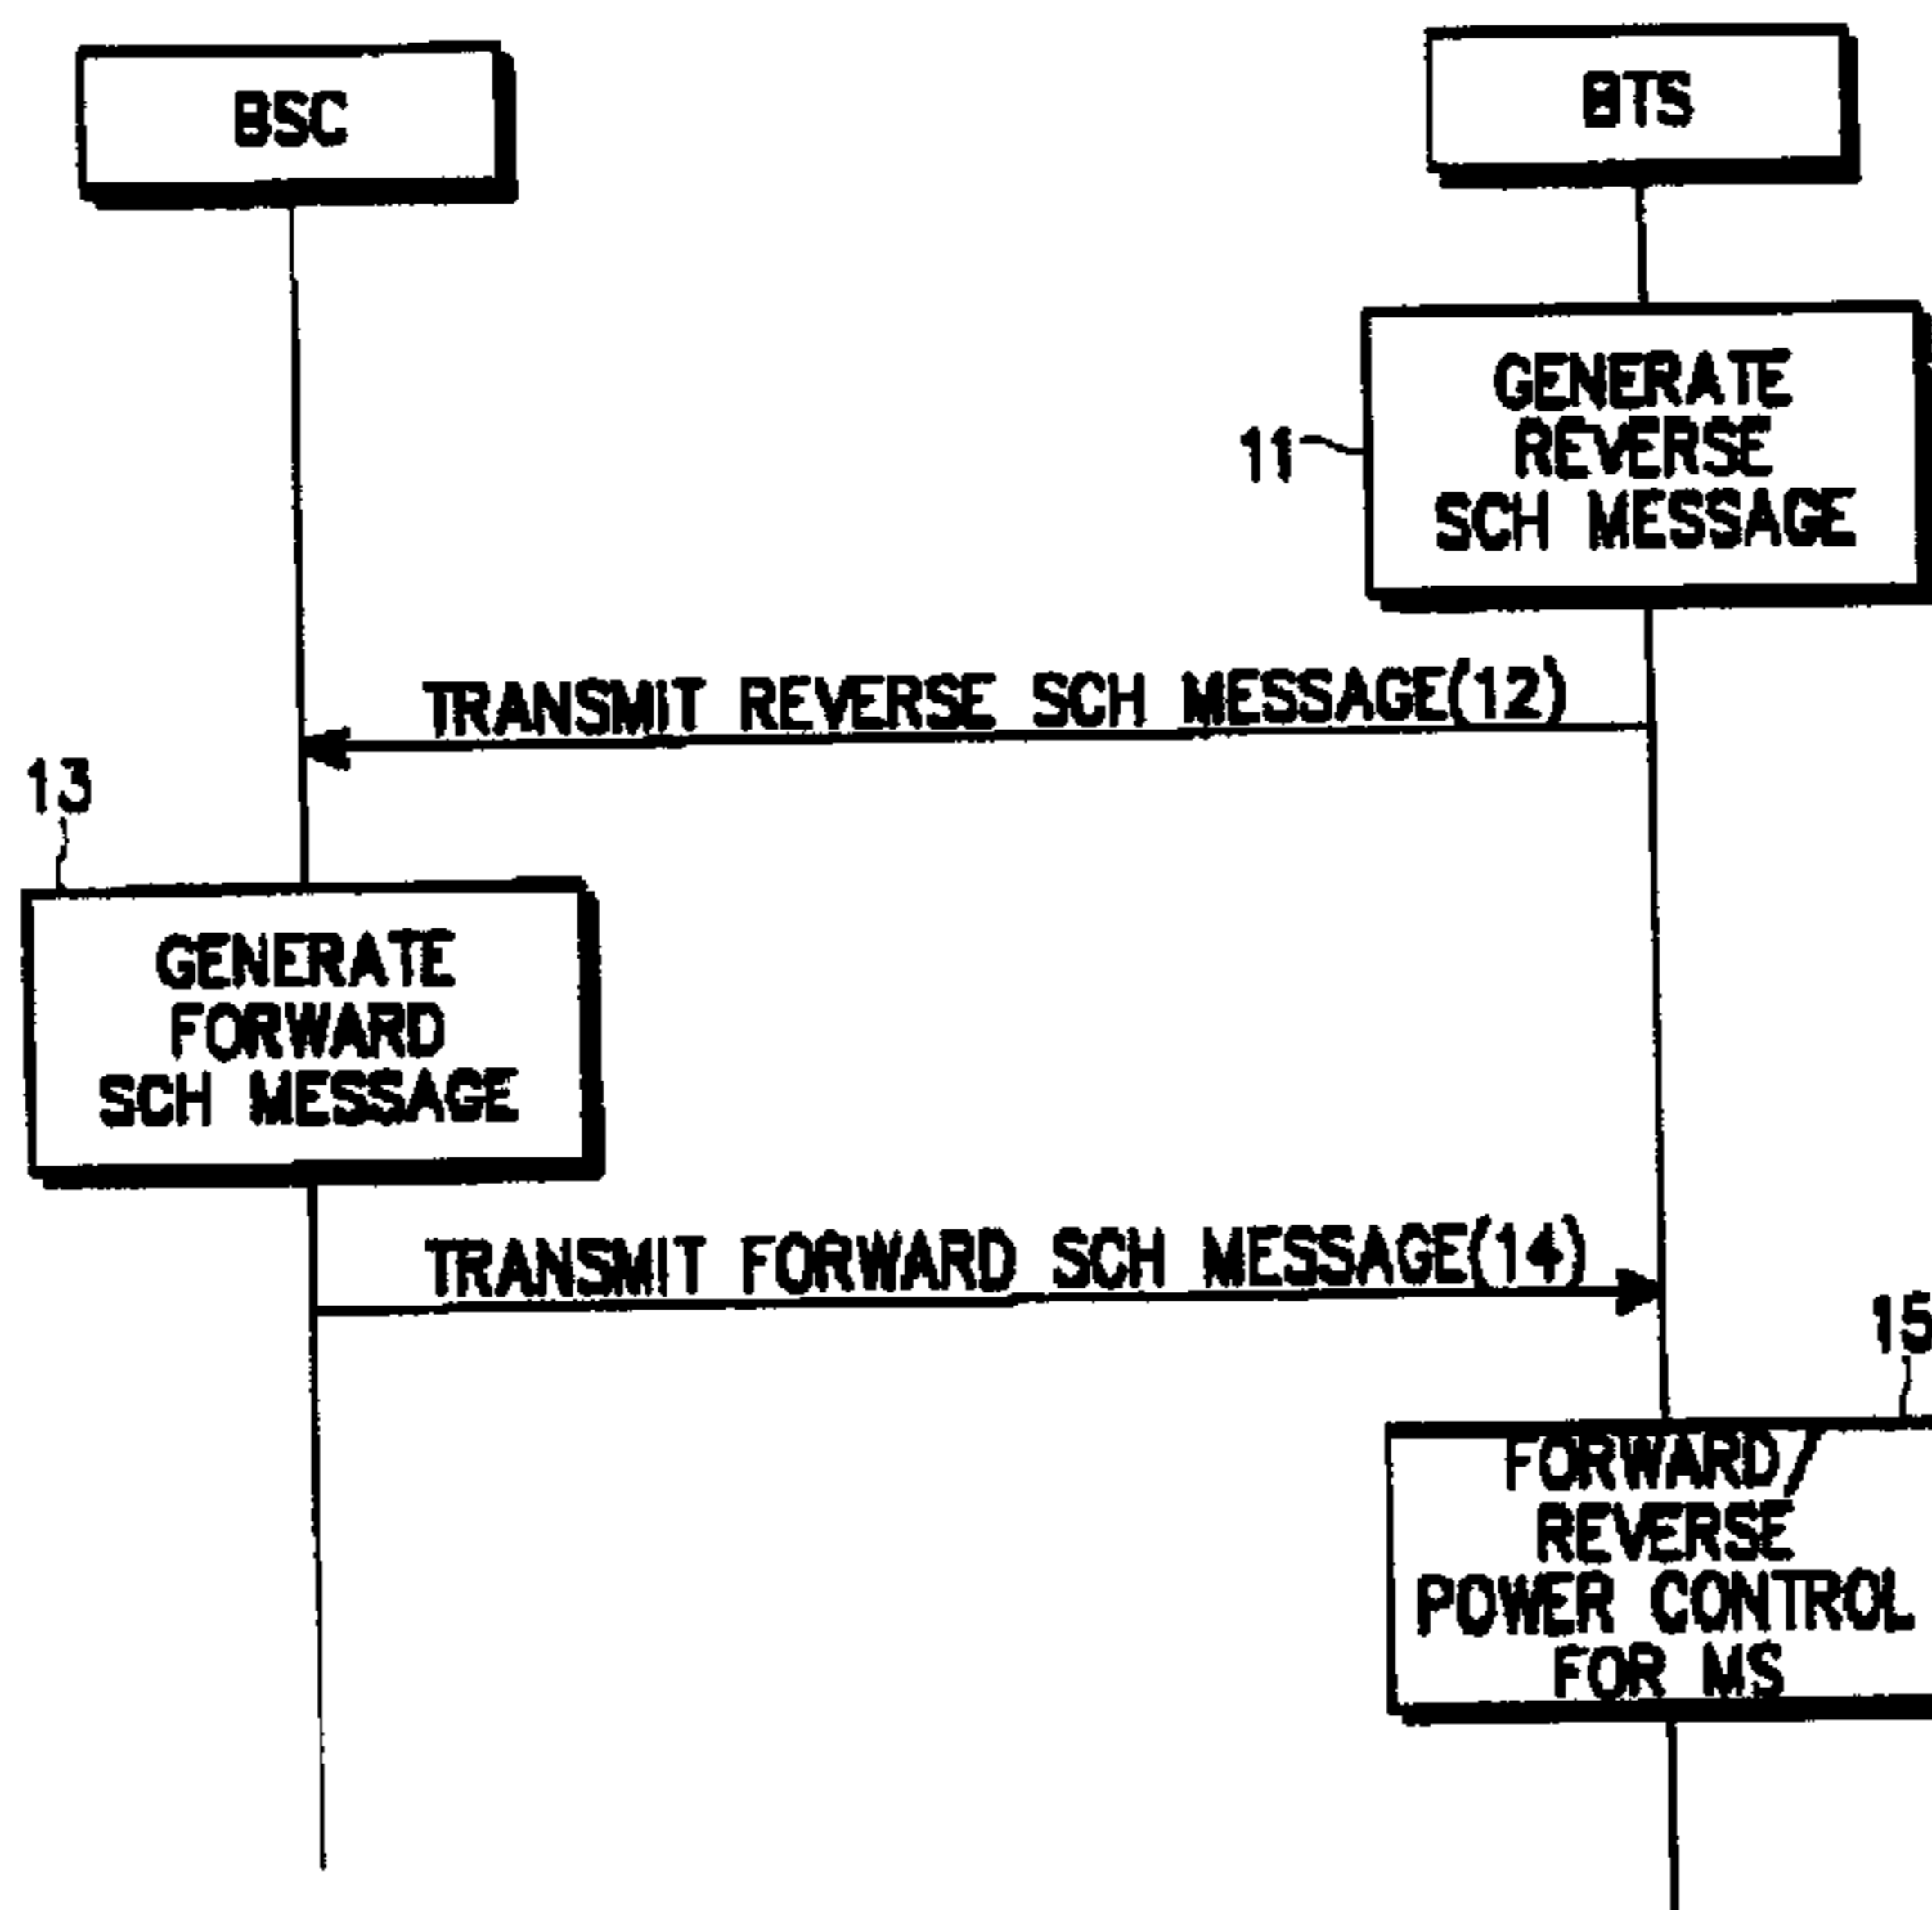 BSC
BTS
GENERATE
REVERSE
SCH MESSAGE
11
TRANSMIT REVERSE SCH MESSAGE(12)
13
GENERATE
FORWARD
SCH MESSAGE
TRANSMIT FORWARD SCH MESSAGE(14)
15
FORWARD/
REVERSE
POWER CONTROL
FOR MS